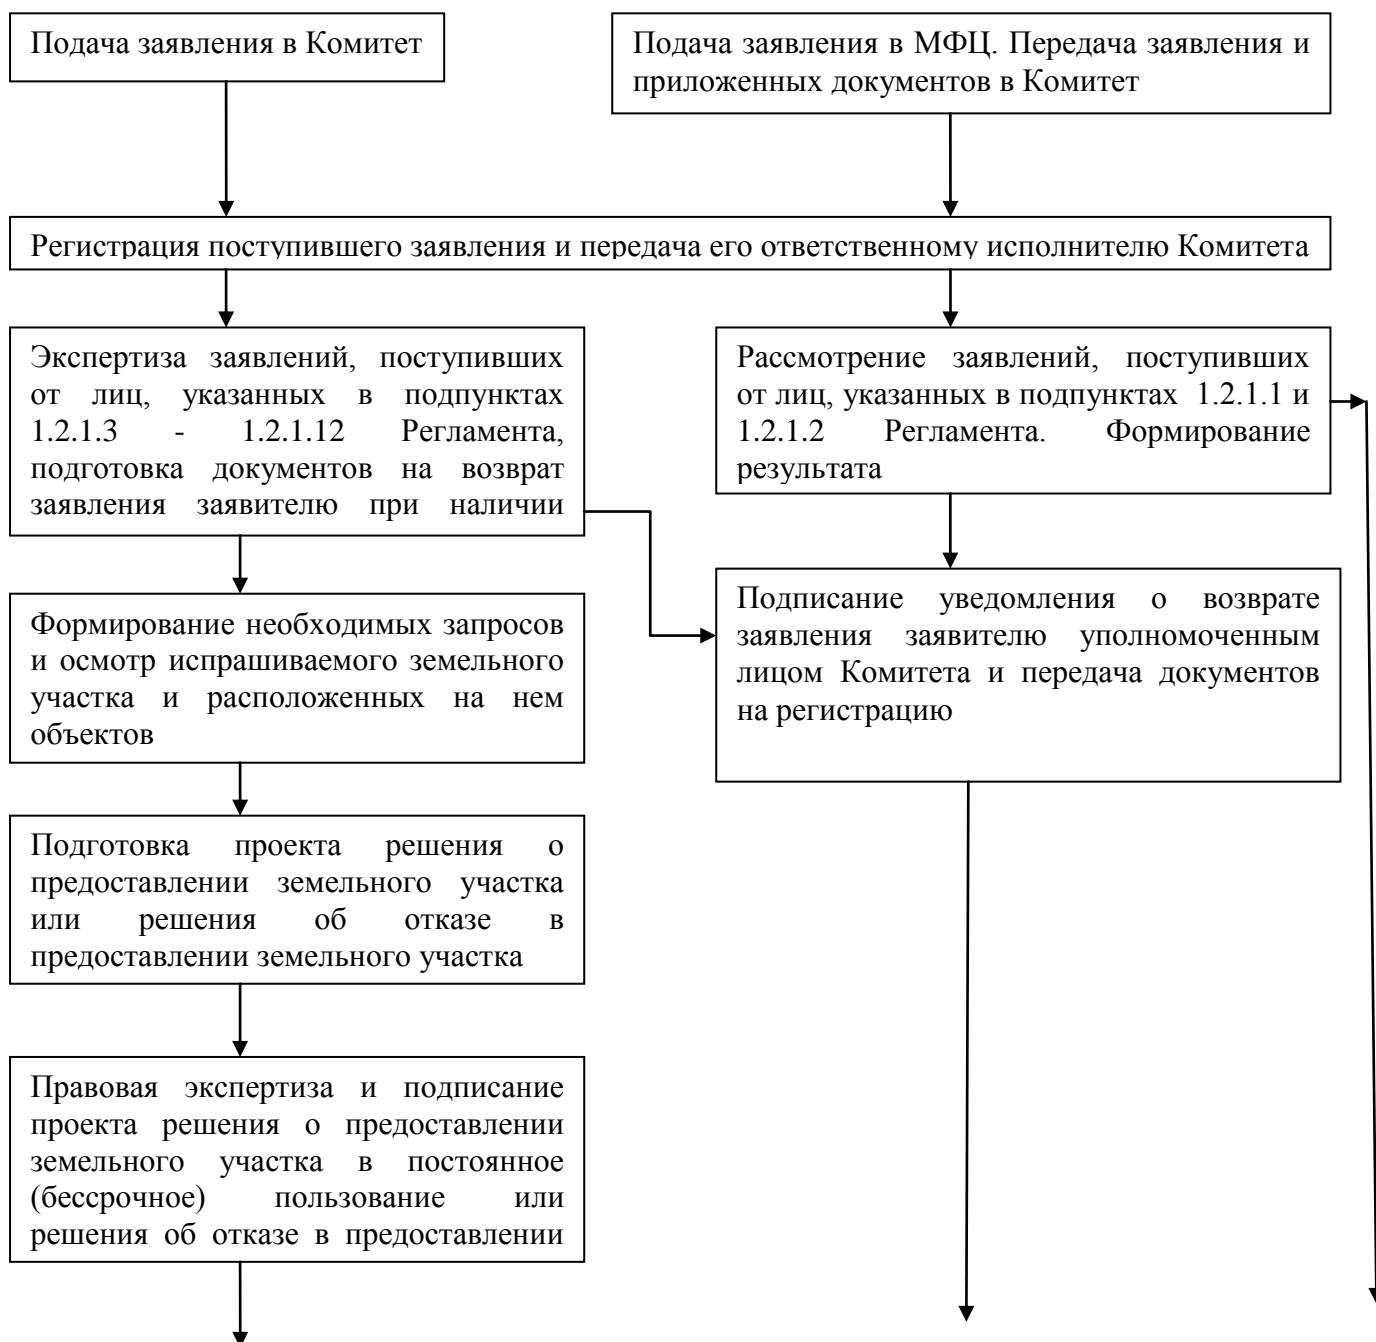 Подача заявления в Комитет
Подача заявления в МФЦ. Передача заявления и
приложенных документов в Комитет
Регистрация поступившего заявления и передача его ответственному исполнителю Комитета
Экспертиза заявлений, поступивших
от лиц, указанных в подпунктах
1.2.1.3 - 1.2.1.12 Регламента,
подготовка документов на возврат
заявления заявителю при наличии
Рассмотрение заявлений, поступивших
от лиц, указанных в подпунктах 1.2.1.1 и
1.2.1.2 Регламента. Формирование
результата
Формирование необходимых запросов
и осмотр испрашиваемого земельного
участка и расположенных на нем
объектов
Подписание уведомления о возврате
заявления заявителю уполномоченным
лицом Комитета и передача документов
на регистрацию
Подготовка проекта решения о
предоставлении земельного участка
или решения об отказе в
предоставлении земельного участка
Правовая экспертиза и подписание
проекта решения о предоставлении
земельного участка в постоянное
(бессрочное) пользование или
решения об отказе в предоставлении